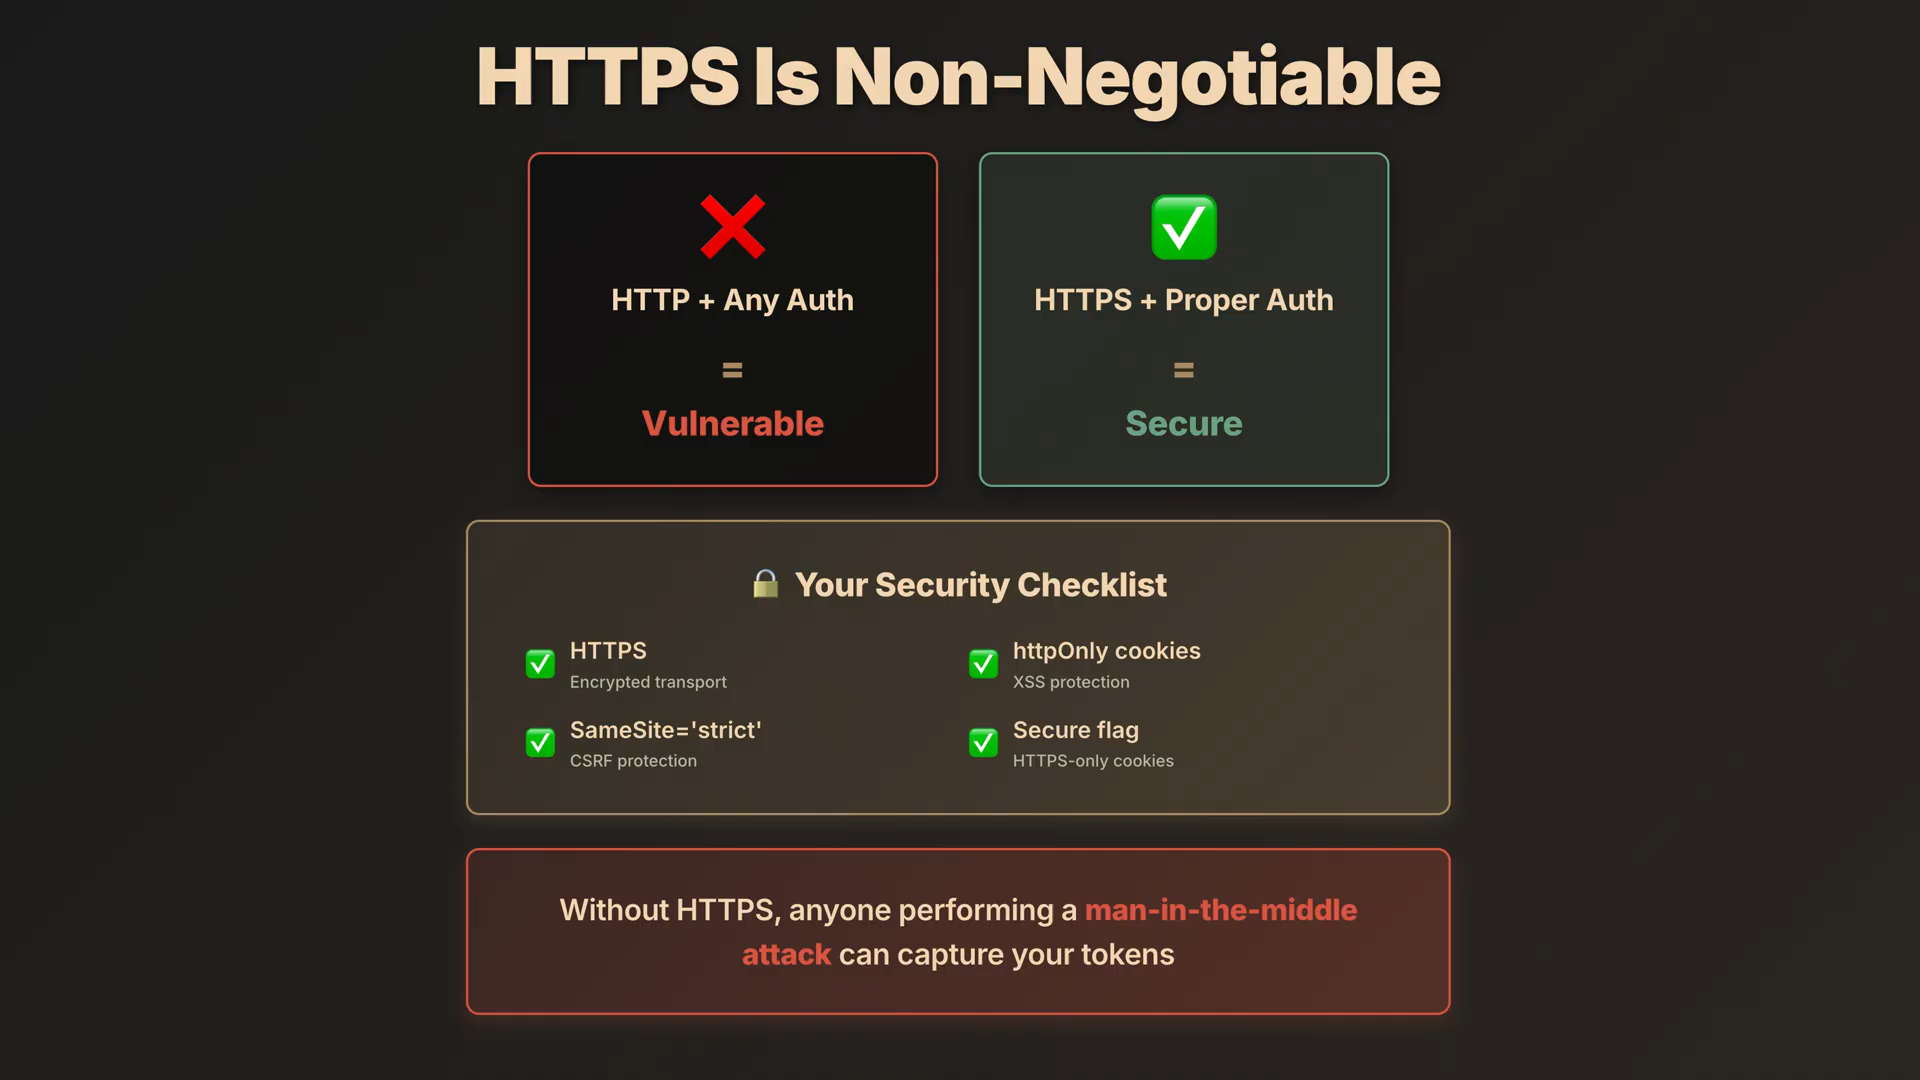 HTTPS Is Non-Negotiable
HTTP + Any Auth
=
Vulnerable
HTTPS + Proper Auth
=
Secure
Your Security Checklist
HTTPS
Encrypted transport
httpOnly cookies
XSS protection
SameSite='strict'
CSRF protection
Secure flag
HTTPS-only cookies
Without HTTPS, anyone performing a man-in-the-middle
attack can capture your tokens